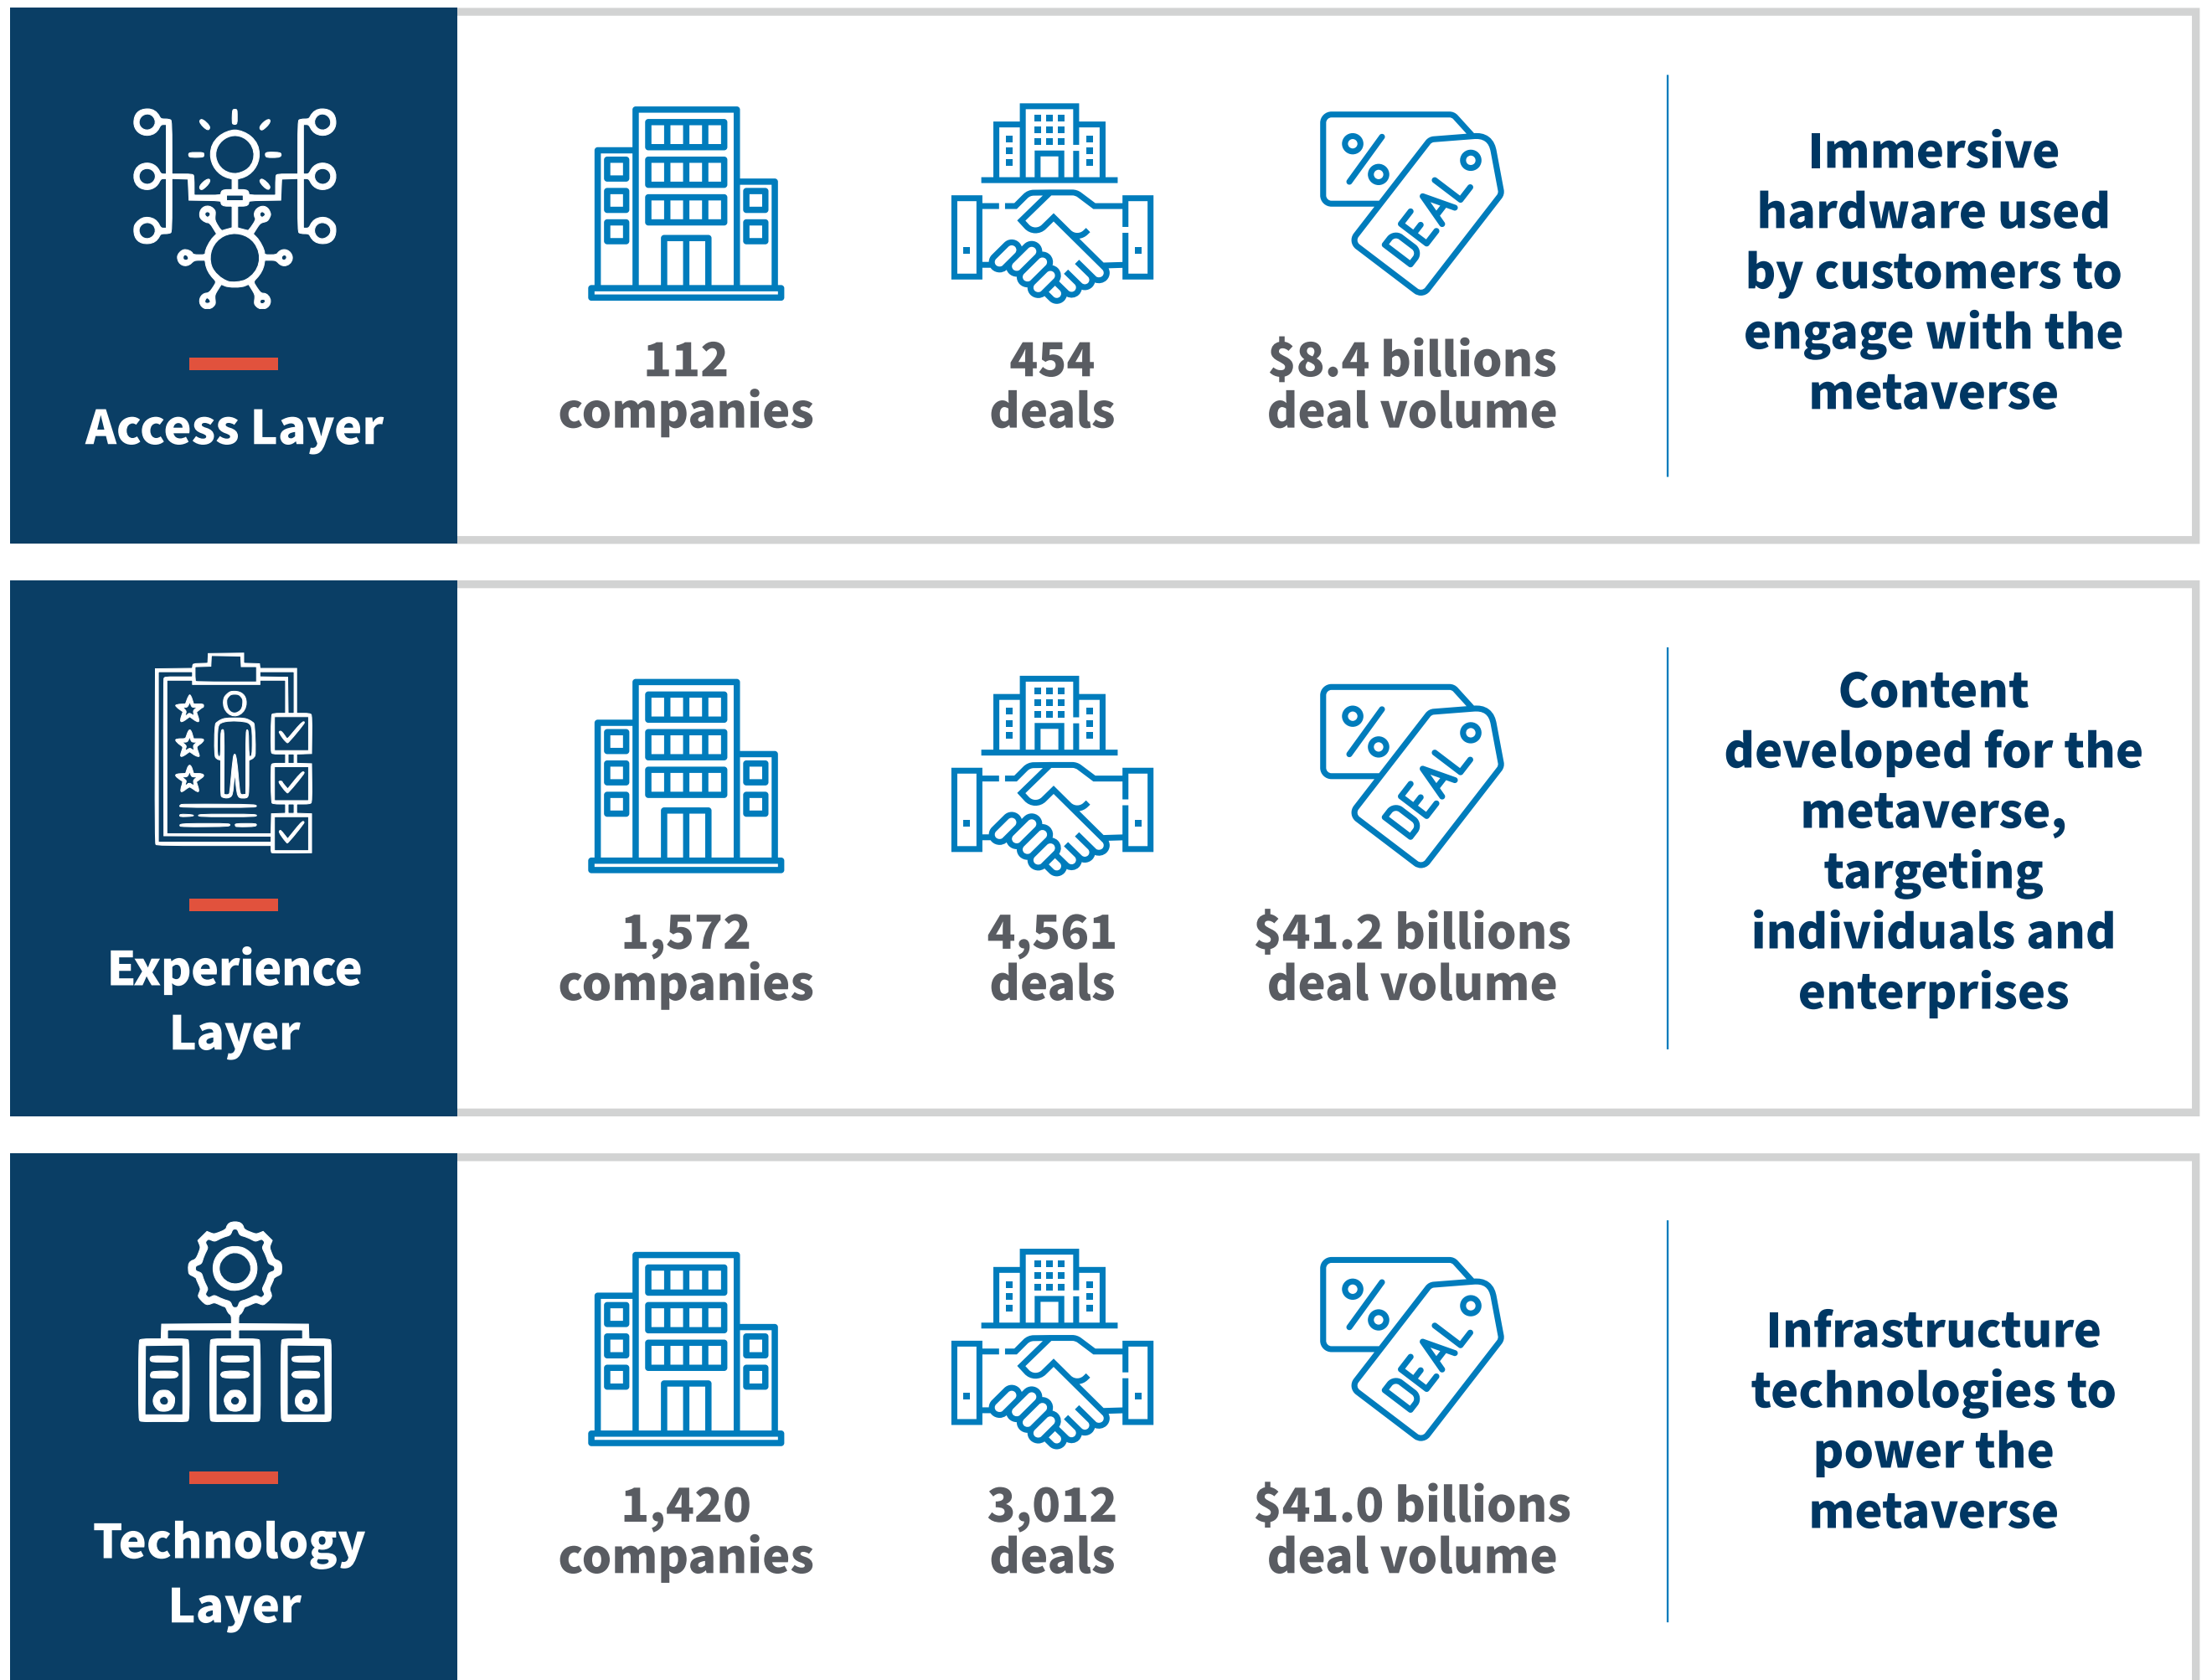 Access Layer
112
companies
DEAL
454
deals
$8.4 billions
deal volume
Immersive
hardware used
by customers to
engage with the
metaverse
Experience
Layer
1,572
companies
4,561
deals
DEAL
$41.2 billions
deal volume
Content
developed for the
metaverse,
targeting
individuals and
enterprises
Technology
Layer
1,420
companies
3,012
deals
DEAL
$41.0 billions
deal volume
Infrastructure
technologies to
power the
metaverse